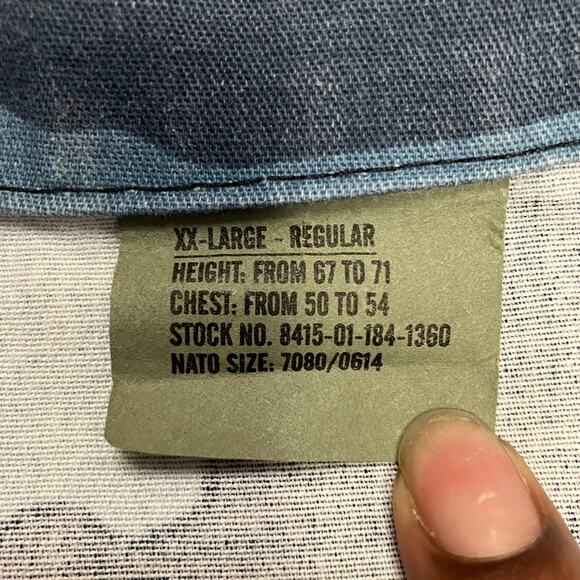 XX-LARGE - REGULAR
HEIGHT: FROM 67 TO 71
CHEST: FROM 50 TO 54
STOCK NO. 8415-01-184-1360
NATO SIZE: 7080/0614